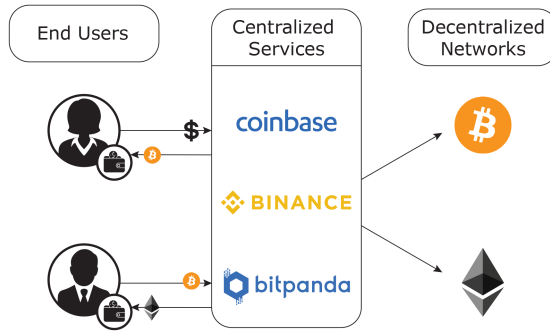 End Users
Centralized
Services
Decentralized
Networks
$
coinbase
BINANCE
bitpanda